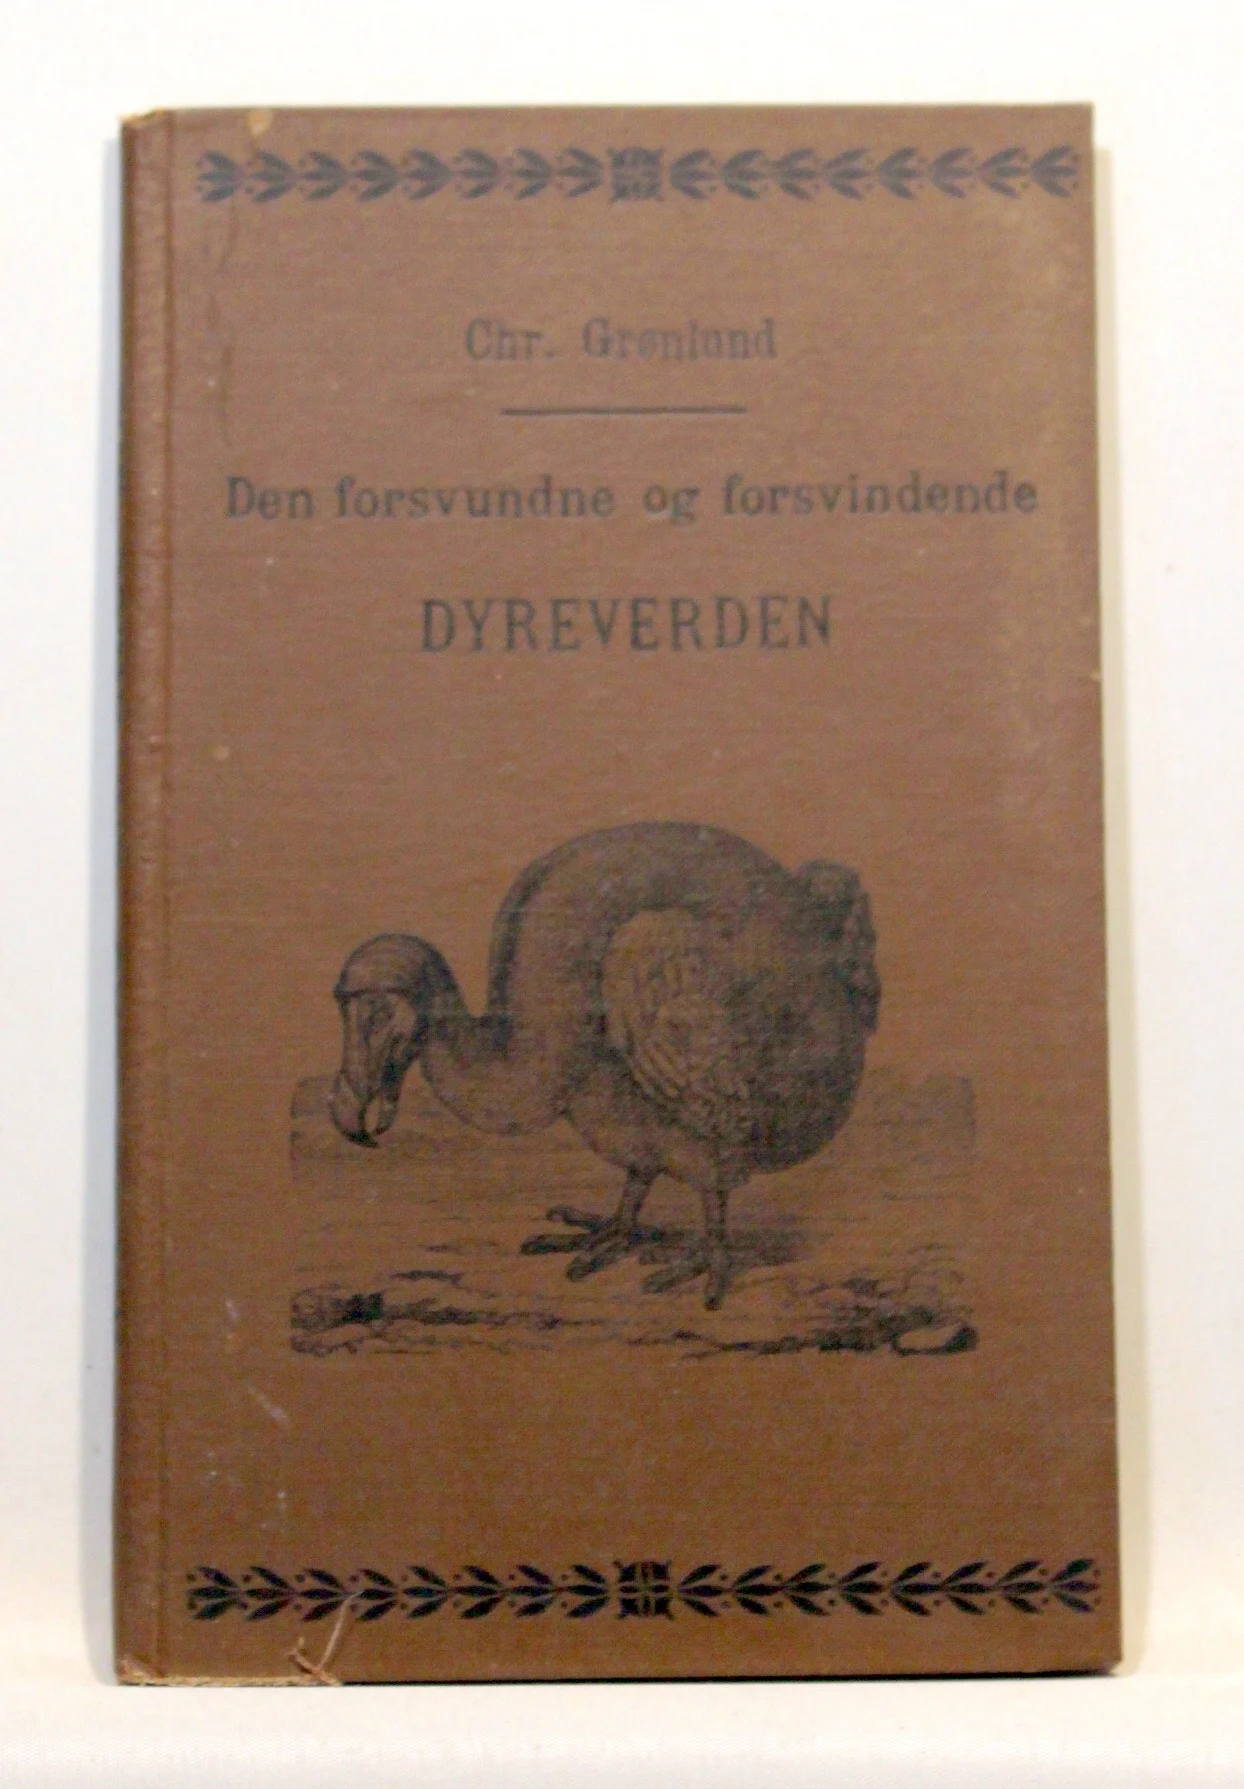 Chr. Grønlund
Den forsvundne og forsvindende
DYREVERDEN